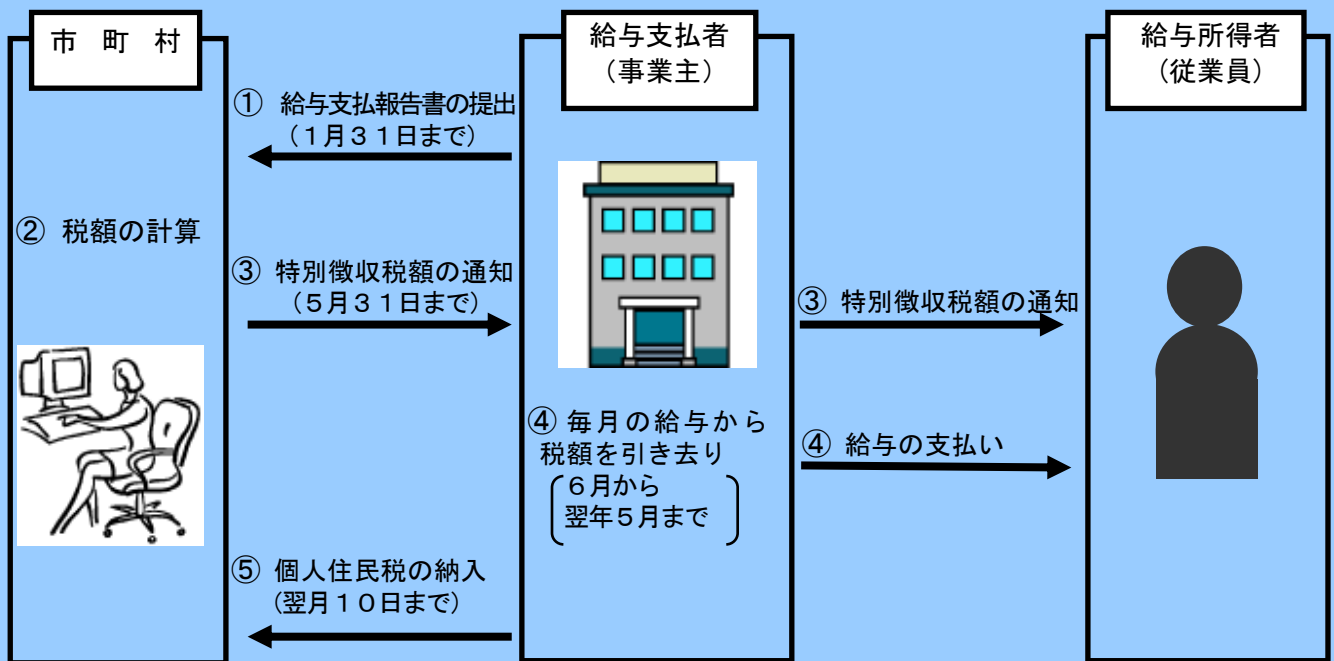 市 町 村
給与支払者
（事業主）
給与所得者
（従業員）
① 給与支払報告書の提出
（１月３１日まで）
② 税額の計算
③ 特別徴収税額の通知
（５月３１日まで）
③ 特別徴収税額の通知
④ 毎月の給与から
税額を引き去り
６月から
翌年５月まで
④ 給与の支払い
⑤ 個人住民税の納入
(翌月１０日まで）